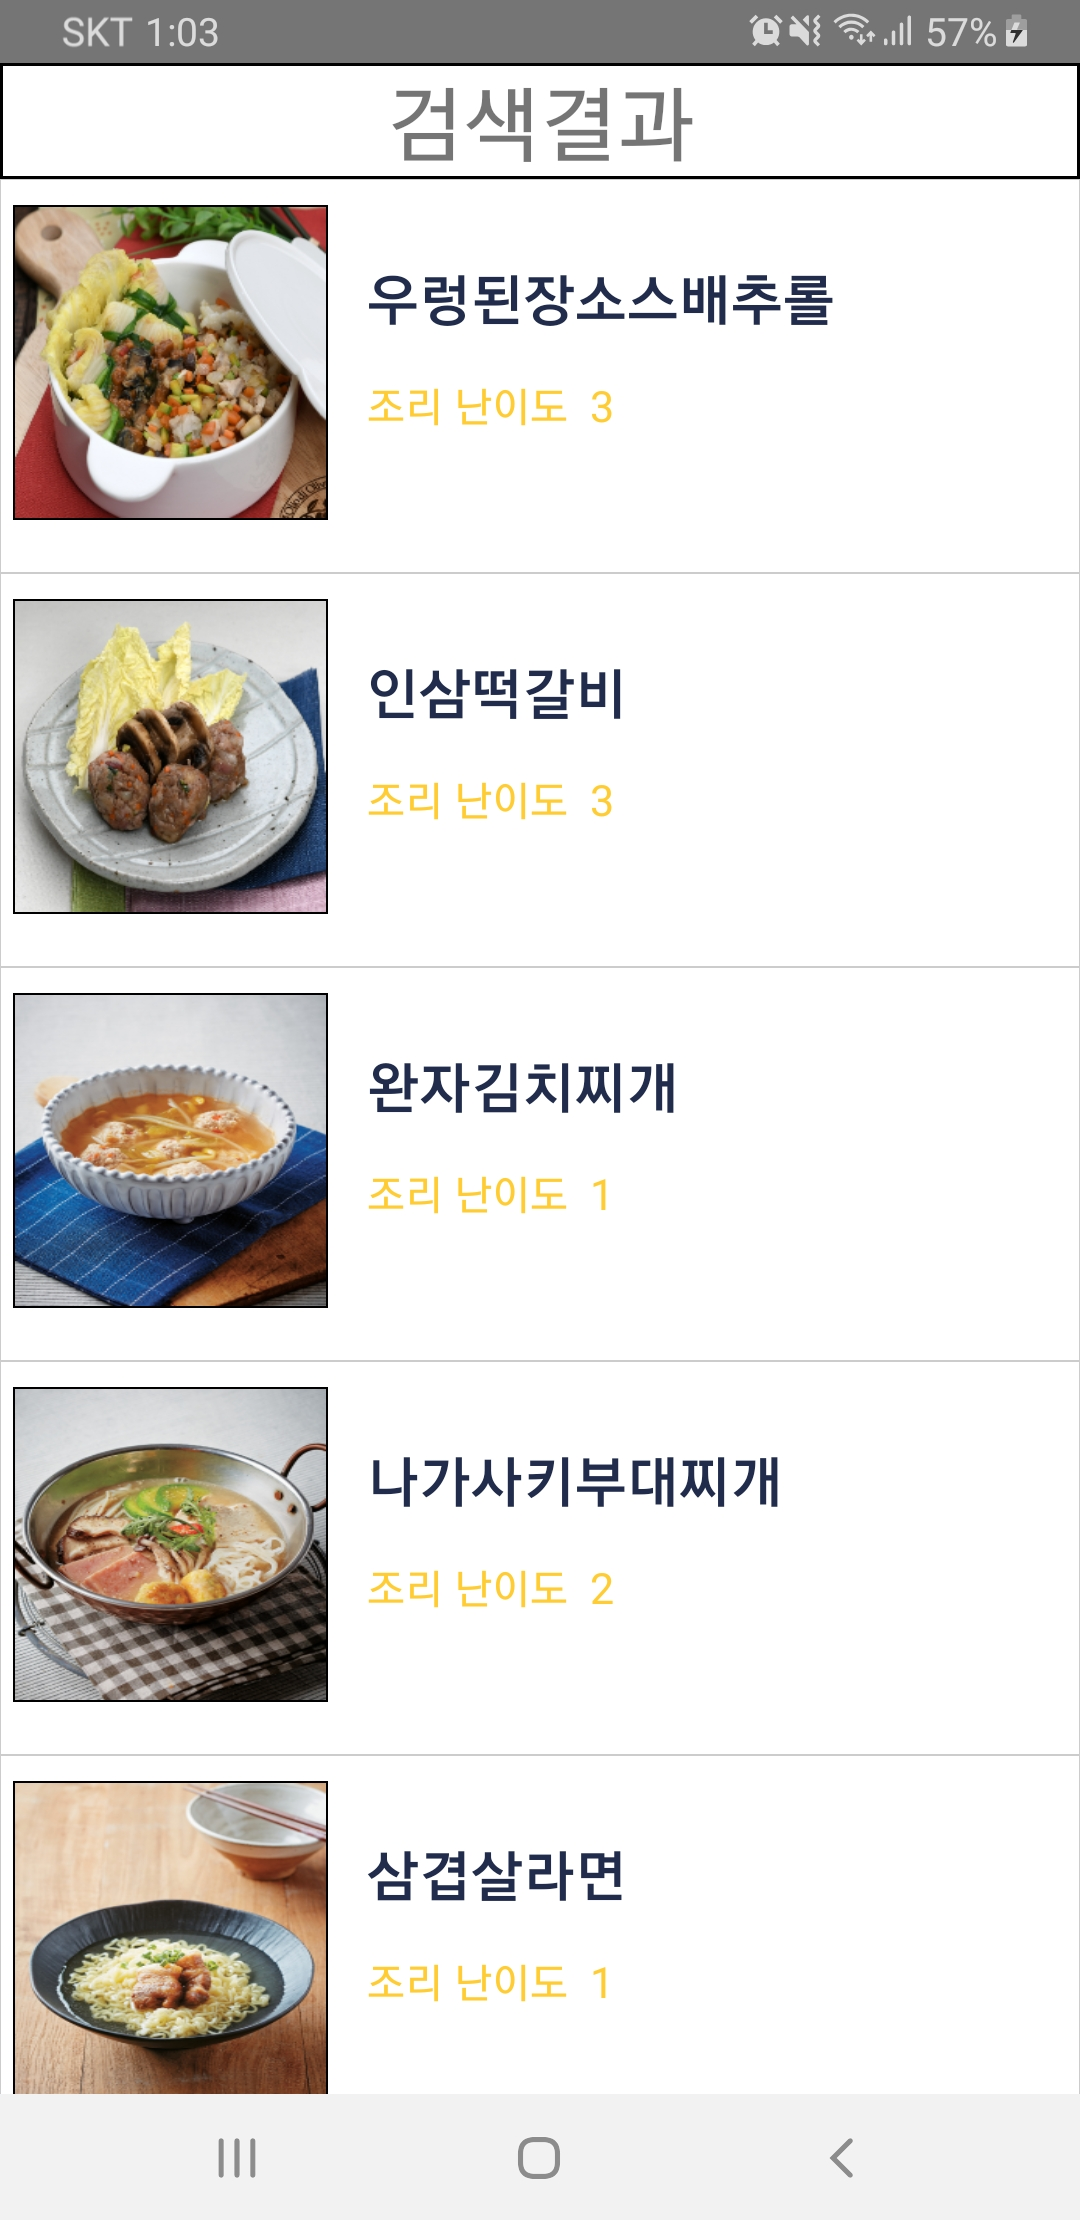 SKT 1:03 57%
검색결과
우렁된장소스배추롤
조리 난이도 3
인삼떡갈비
조리 난이도 3
완자김치찌개
조리 난이도 1
나가사키부대찌개
조리 난이도 2
삼겹살라면
조리 난이도 1